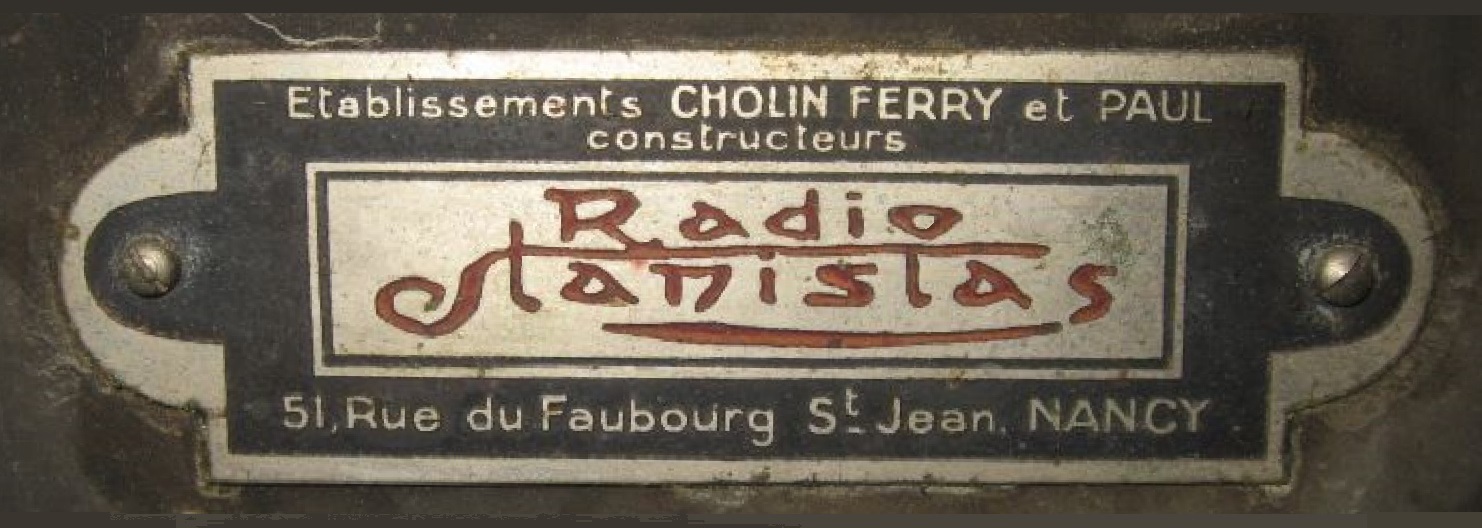 Etablissements CHOLIN FERRY et PAUL
constructeurs
Radio
Stanislas
51, Rue du Faubourg St Jean, NANCY